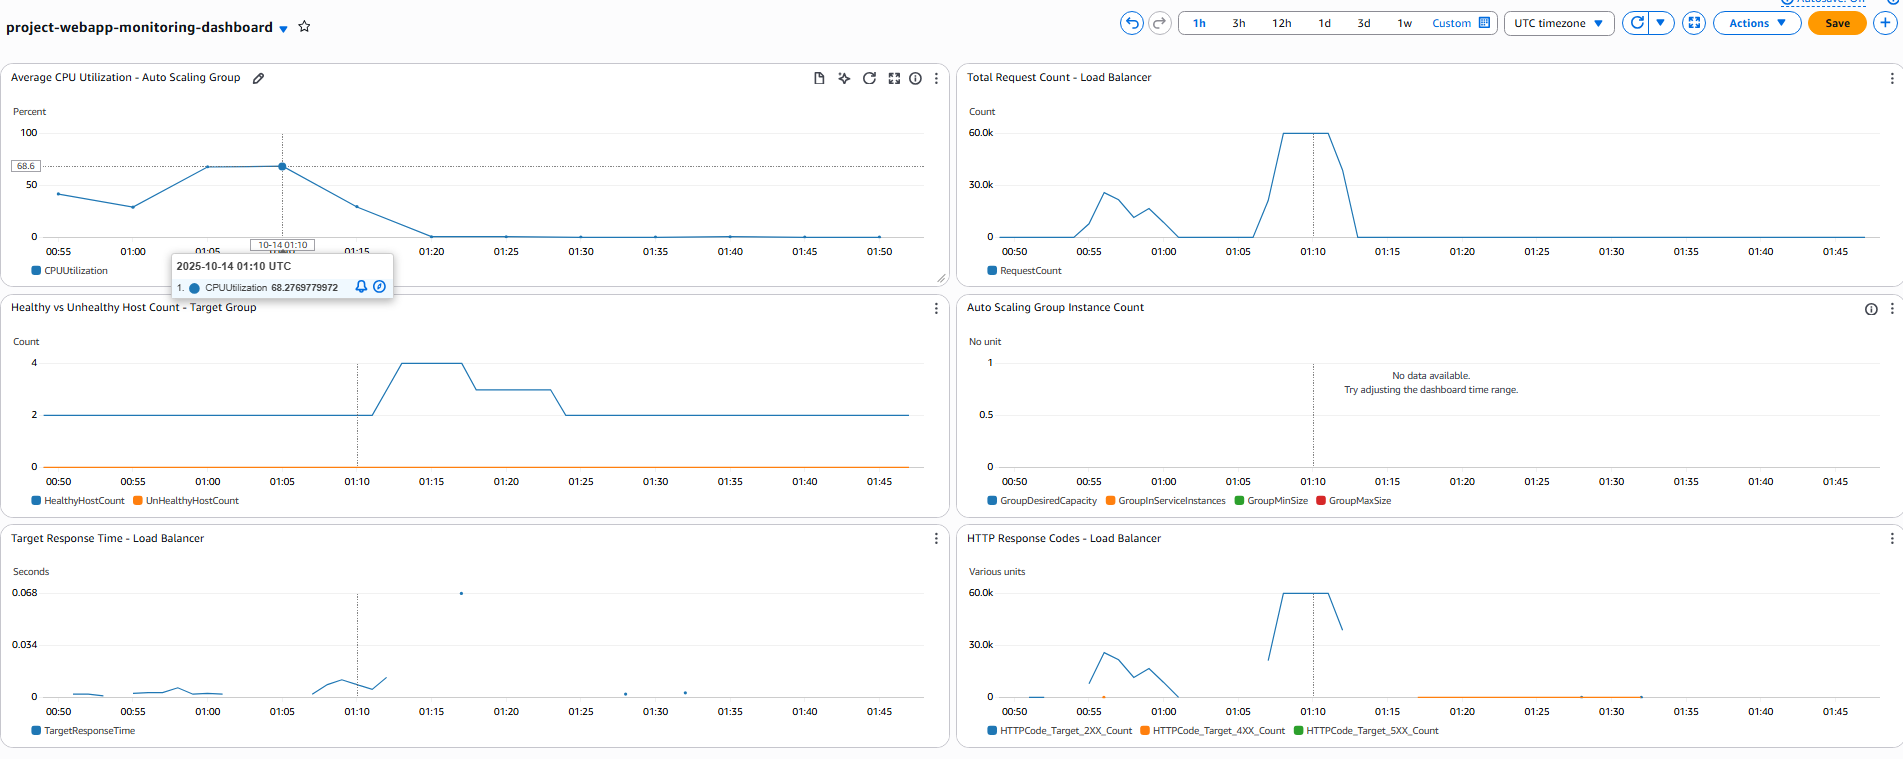 Autosave: Off
project-webapp-monitoring-dashboard
1h 3h 12h 1d 3d 1w Custom
UTC timezone
Actions
Save
Average CPU Utilization - Auto Scaling Group
Percent
100
68.6
50
0
00:55 01:00 01:05 10-14 01:10 01:15 01:20 01:25 01:30 01:35 01:40 01:45 01:50
CPUUtilization
2025-10-14 01:10 UTC
1. CPUUtilization 68.2769779972
Total Request Count - Load Balancer
Count
60.0k
30.0k
0
00:50 00:55 01:00 01:05 01:10 01:15 01:20 01:25 01:30 01:35 01:40 01:45
RequestCount
Healthy vs Unhealthy Host Count - Target Group
Count
4
2
0
00:50 00:55 01:00 01:05 01:10 01:15 01:20 01:25 01:30 01:35 01:40 01:45
HealthyHostCount UnHealthyHostCount
Auto Scaling Group Instance Count
No unit
1
0.5
0
No data available.
Try adjusting the dashboard time range.
00:50 00:55 01:00 01:05 01:10 01:15 01:20 01:25 01:30 01:35 01:40 01:45
GroupDesiredCapacity GroupInServiceInstances GroupMinSize GroupMaxSize
Target Response Time - Load Balancer
Seconds
0.068
0.034
0
00:50 00:55 01:00 01:05 01:10 01:15 01:20 01:25 01:30 01:35 01:40 01:45
TargetResponseTime
HTTP Response Codes - Load Balancer
Various units
60.0k
30.0k
0
00:50 00:55 01:00 01:05 01:10 01:15 01:20 01:25 01:30 01:35 01:40 01:45
HTTPCode_Target_2XX_Count HTTPCode_Target_4XX_Count HTTPCode_Target_5XX_Count